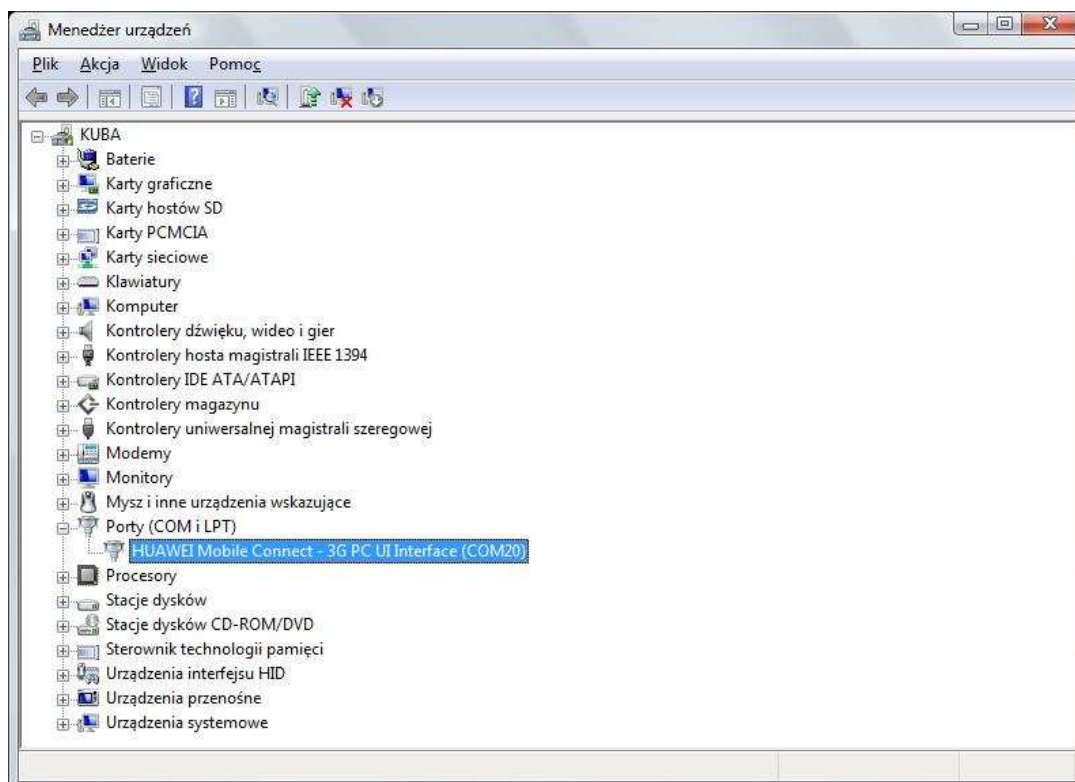 Menedżer urządzeń
Plik Akcja Widok Pomoc
KUBA
Baterie
Karty graficzne
Karty hostów SD
Karty PCMCIA
Karty sieciowe
Klawiatury
Komputer
Kontrolery dźwięku, wideo i gier
Kontrolery hosta magistrali IEEE 1394
Kontrolery IDE ATA/ATAPI
Kontrolery magazynu
Kontrolery uniwersalnej magistrali szeregowej
Modemy
Monitory
Mysz i inne urządzenia wskazujące
Porty (COM i LPT)
HUAWEI Mobile Connect - 3G PC UI Interface (COM20)
Procesory
Stacje dysków
Stacje dysków CD-ROM/DVD
Sterownik technologii pamięci
Urządzenia interfejsu HID
Urządzenia przenośne
Urządzenia systemowe